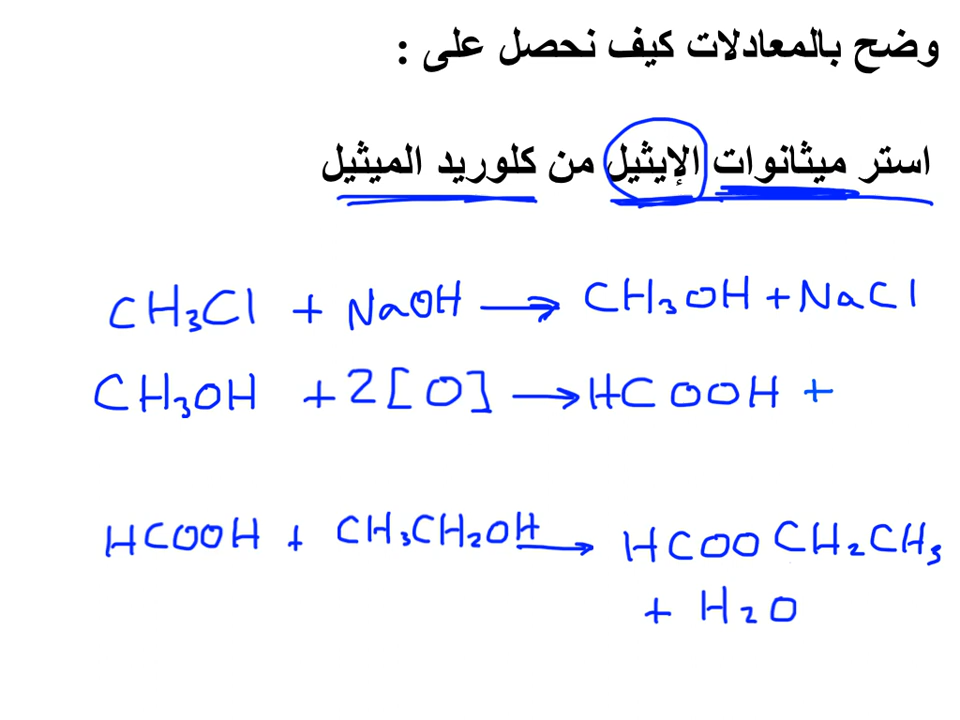 وضح بالمعادلات كيف نحصل على :
استر ميثانوات الإيثيل من كلوريد الميثيل
CH₃Cl + NaOH → CH₃OH + NaCl
CH₃OH + 2[O] → HCOOH +
HCOOH + CH₃CH₂OH → HCOOCH₂CH₃
+ H₂O